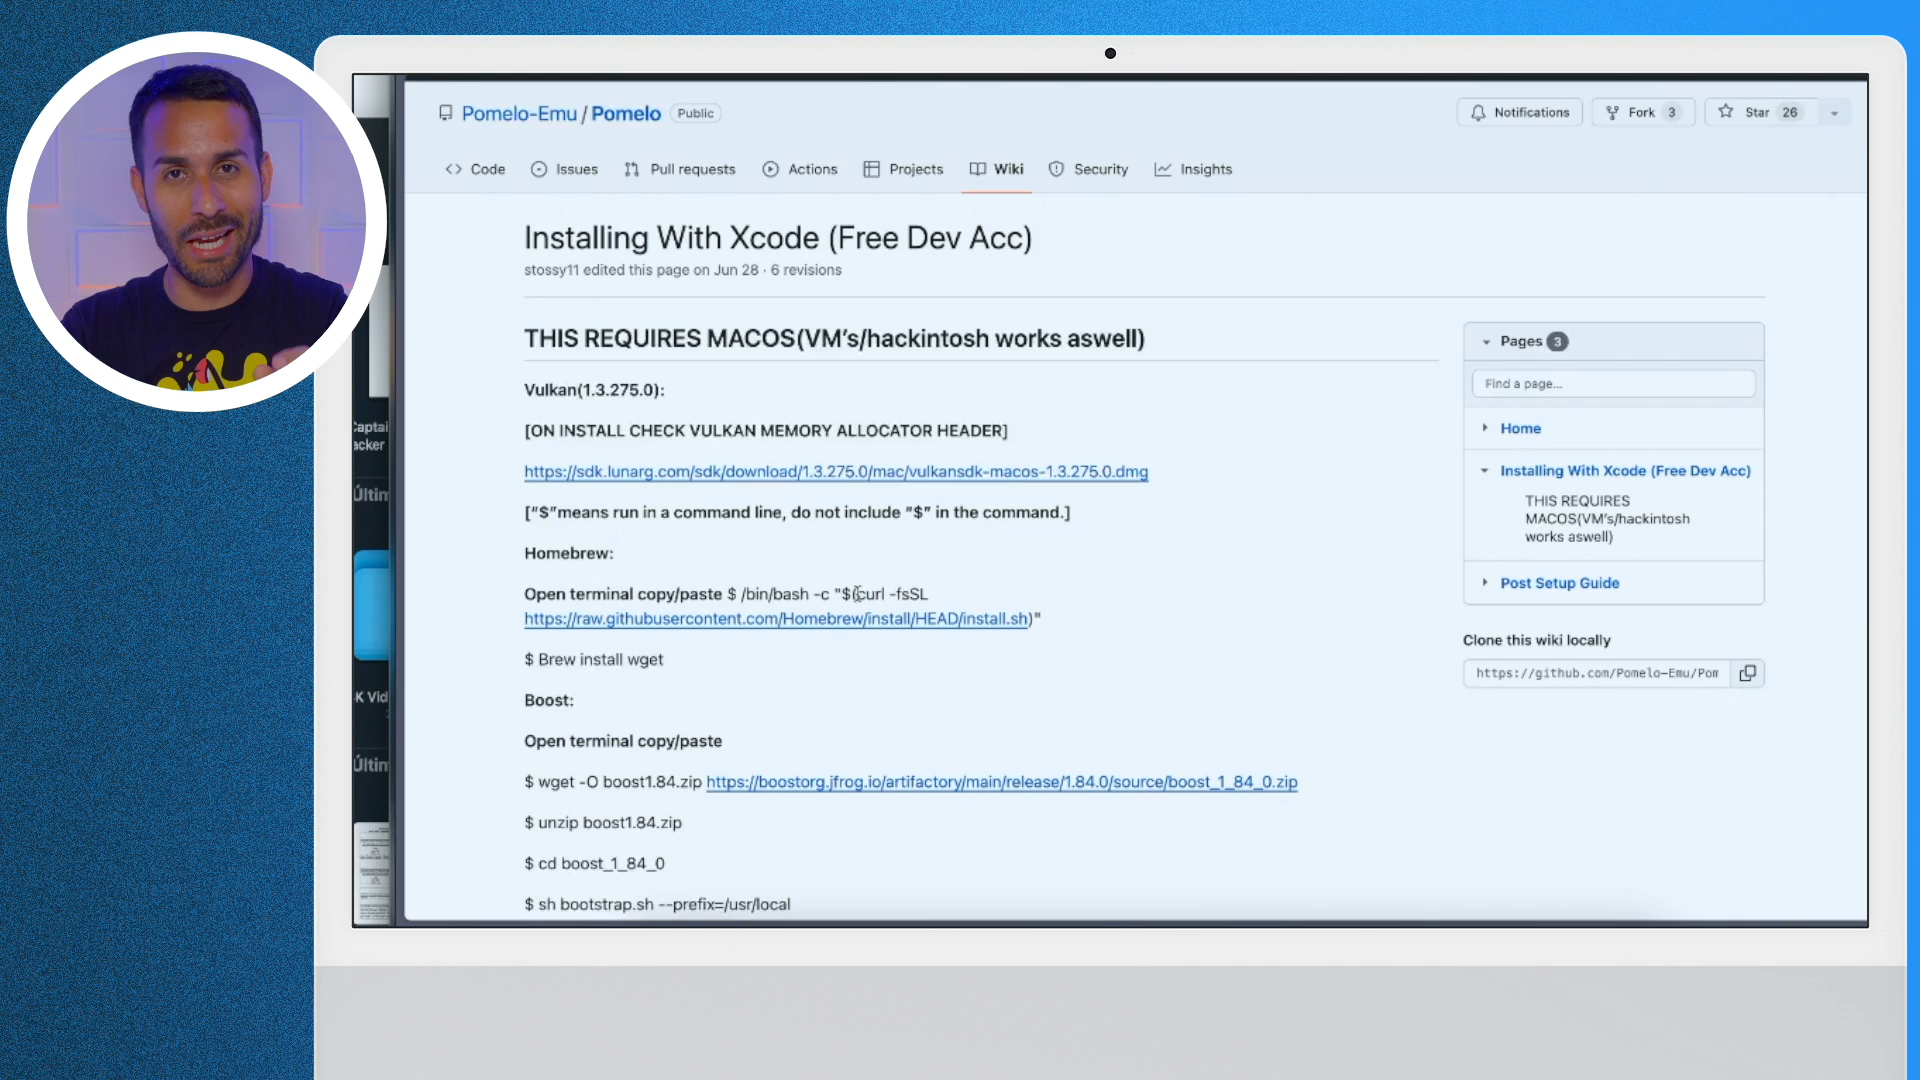 Pomelo-Emu / Pomelo Public
Notifications
Fork 3
Star 26
Code
Issues
Pull requests
Actions
Projects
Wiki
Security
Insights
Installing With Xcode (Free Dev Acc)
stossy11 edited this page on Jun 28 · 6 revisions
THIS REQUIRES MACOS(VM's/hackintosh works aswell)
Vulkan(1.3.275.0):
[ON INSTALL CHECK VULKAN MEMORY ALLOCATOR HEADER]
https://sdk.lunarg.com/sdk/download/1.3.275.0/mac/vulkansdk-macos-1.3.275.0.dmg
["$"means run in a command line, do not include "$" in the command.]
Homebrew:
Open terminal copy/paste $ /bin/bash -c "$(curl -fsSL
https://raw.githubusercontent.com/Homebrew/install/HEAD/install.sh)"
$ Brew install wget
Boost:
Open terminal copy/paste
$ wget -O boost1.84.zip https://boostorg.jfrog.io/artifactory/main/release/1.84.0/source/boost_1_84_0.zip
$ unzip boost1.84.zip
$ cd boost_1_84_0
$ sh bootstrap.sh --prefix=/usr/local
Pages 3
Find a page...
Home
Installing With Xcode (Free Dev Acc)
THIS REQUIRES
MACOS(VM's/hackintosh
works aswell)
Post Setup Guide
Clone this wiki locally
https://github.com/Pomelo-Emu/Pom
Captai
acker
Últim
K Vid
Últim